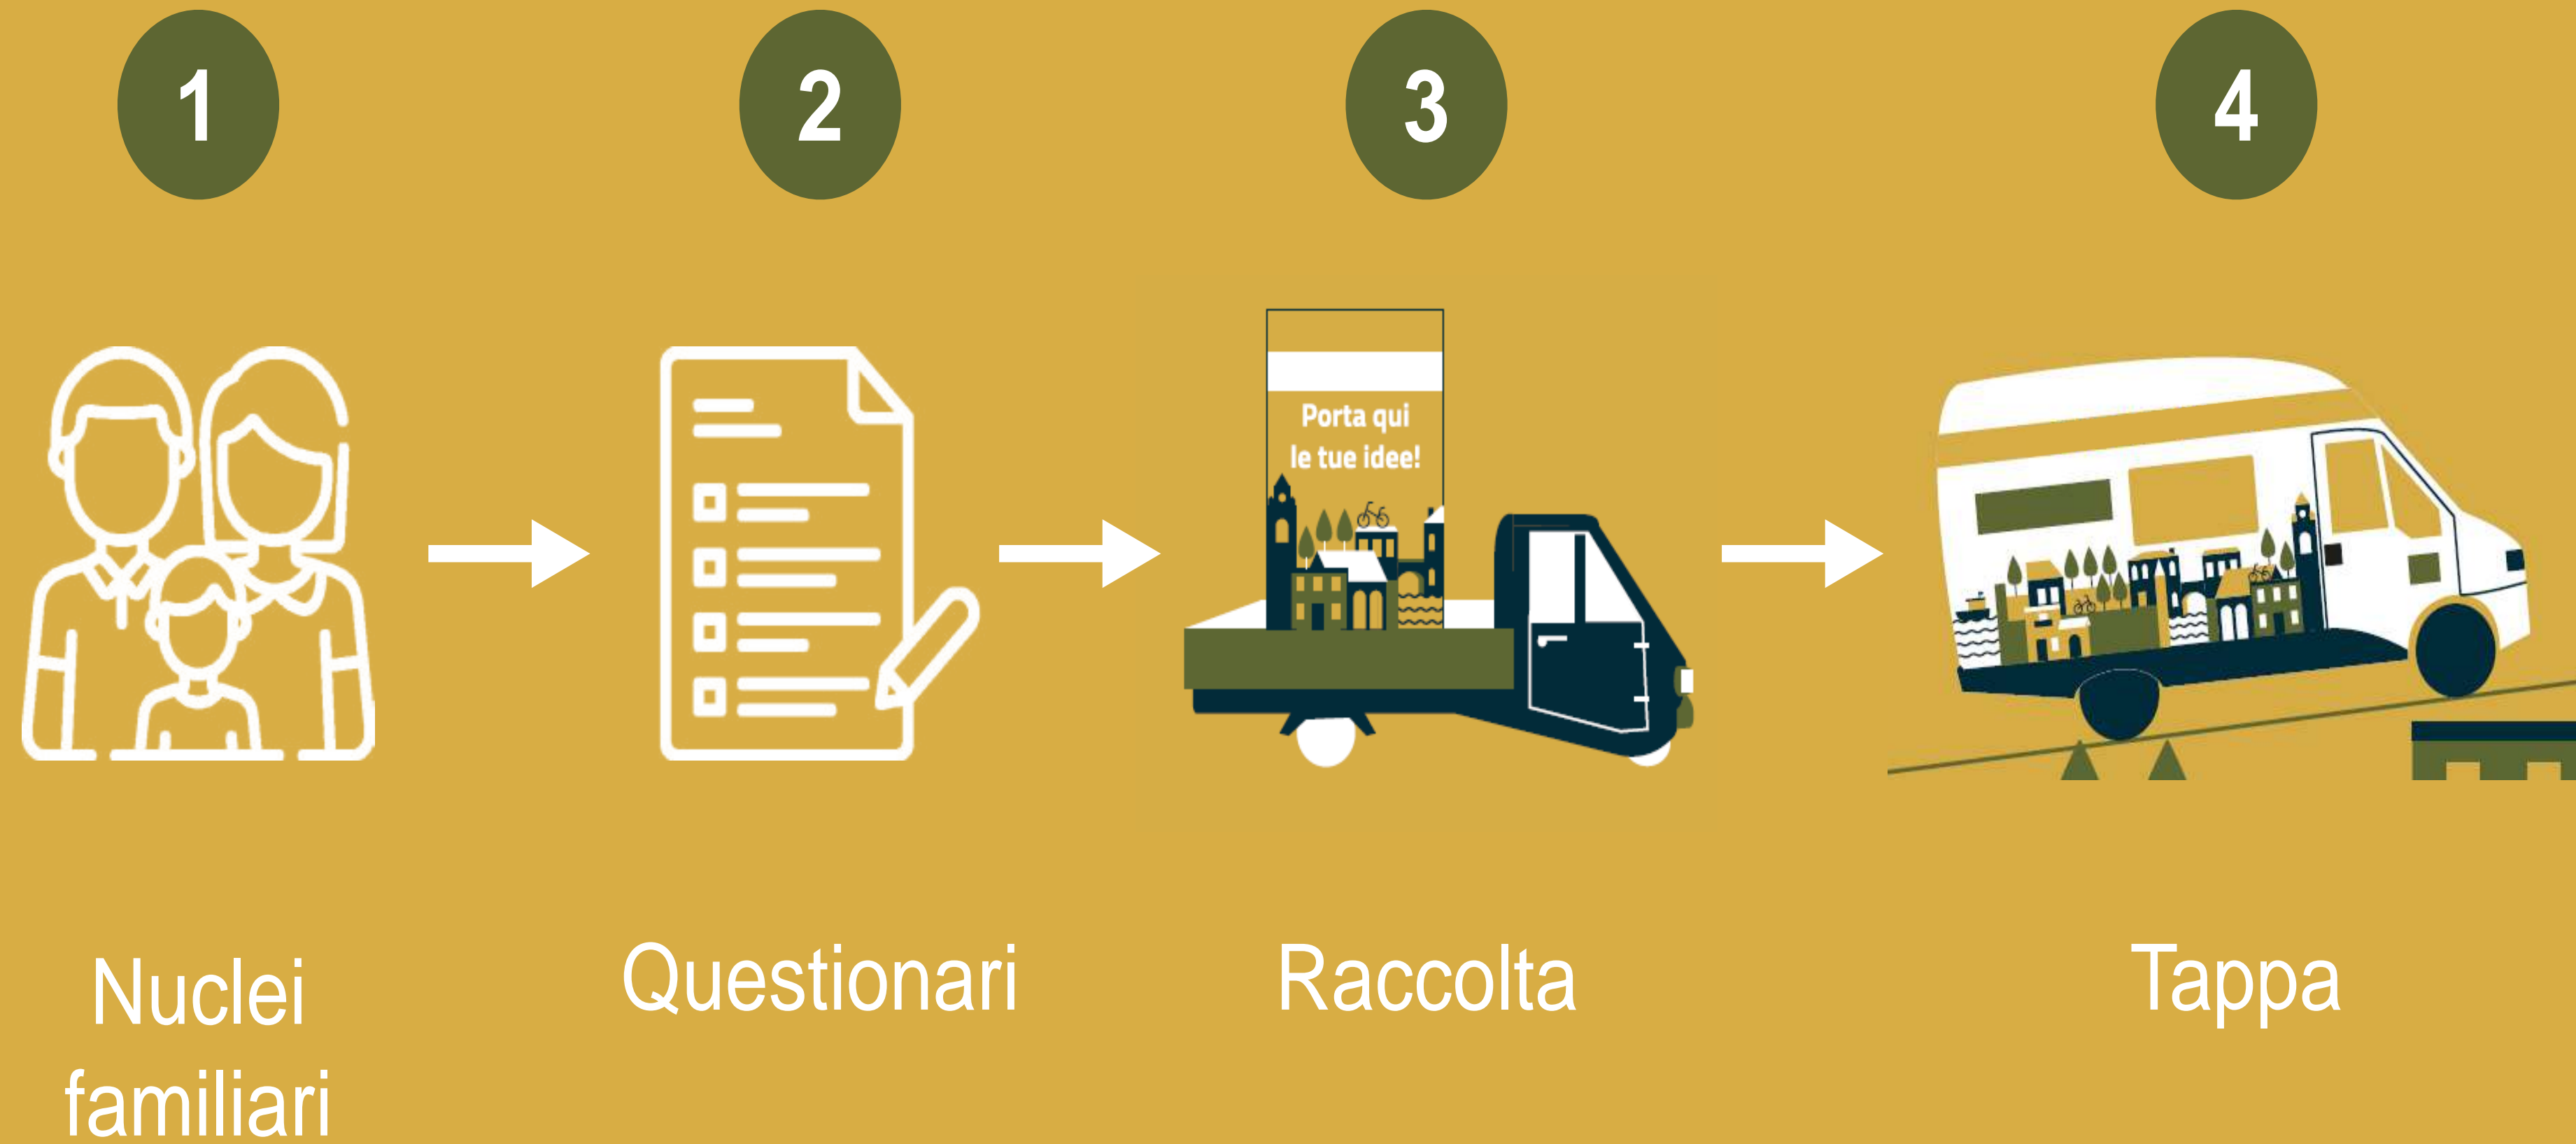 1
2
3
4
Porta qui
le tue idee!
Nuclei
familiari
Questionari
Raccolta
Tappa